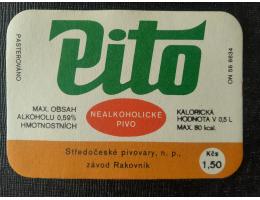 Pito
PASTEROVÁNO
MAX. OBSAH
ALKOHOLU 0,59%
HMOTNOSTNÍCH
NEALKOHOLICKÉ
PIVO
KALORICKÁ
HODNOTA V 0,5 L
MAX. 80 kcal.
ON 56 6634
Středočeské pivovary, n. p.,
závod Rakovník
Kčs
1,50